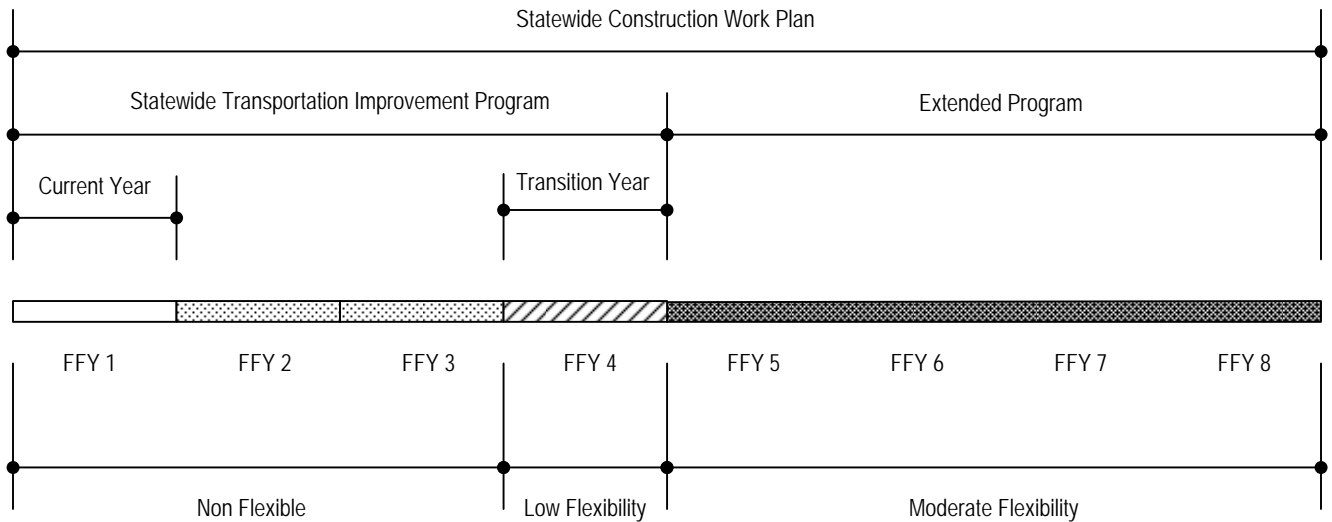 Statewide Construction Work Plan
Statewide Transportation Improvement Program
Extended Program
Current Year
Transition Year
FFY 1
FFY 2
FFY 3
FFY 4
FFY 5
FFY 6
FFY 7
FFY 8
Non Flexible
Low Flexibility
Moderate Flexibility